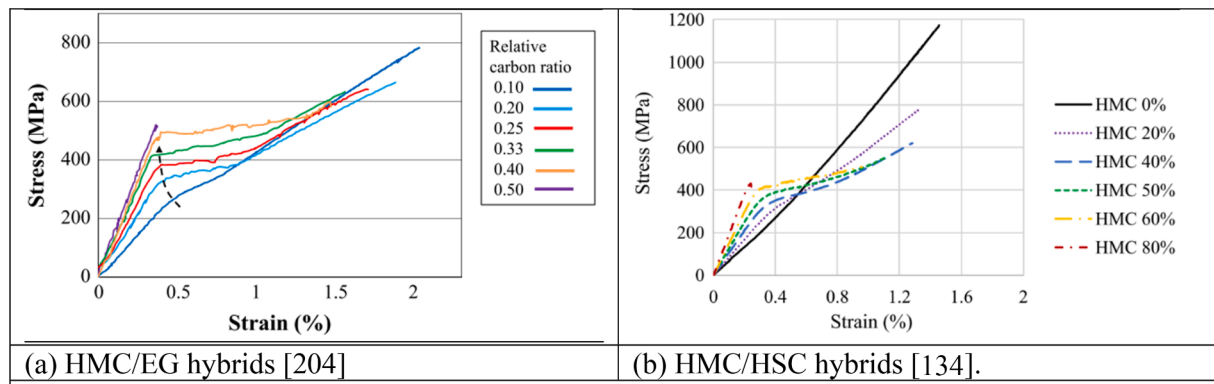 800
600
400
200
0
Stress (MPa)
0
0.5
1
1.5
2
Strain (%)
Relative
carbon ratio
0.10
0.20
0.25
0.33
0.40
0.50
1200
1000
800
600
400
200
0
Stress (MPa)
0
0.4
0.8
1.2
1.6
2
Strain (%)
HMC 0%
HMC 20%
HMC 40%
HMC 50%
HMC 60%
HMC 80%
(a) HMC/EG hybrids [204]
(b) HMC/HSC hybrids [134].